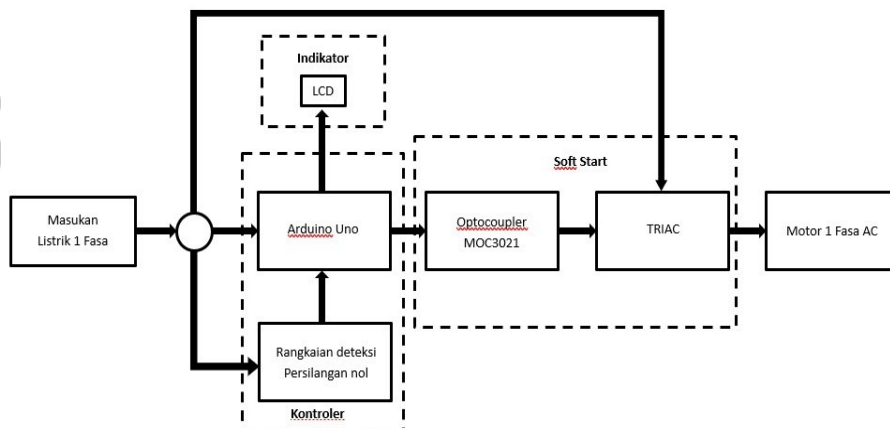 Indikator
LCD
Soft Start
Masukan
Listrik 1 Fasa
Arduino Uno
Optocoupler
MOC3021
TRIAC
Motor 1 Fasa AC
Rangkaian deteksi
Persilangan nol
Kontroler